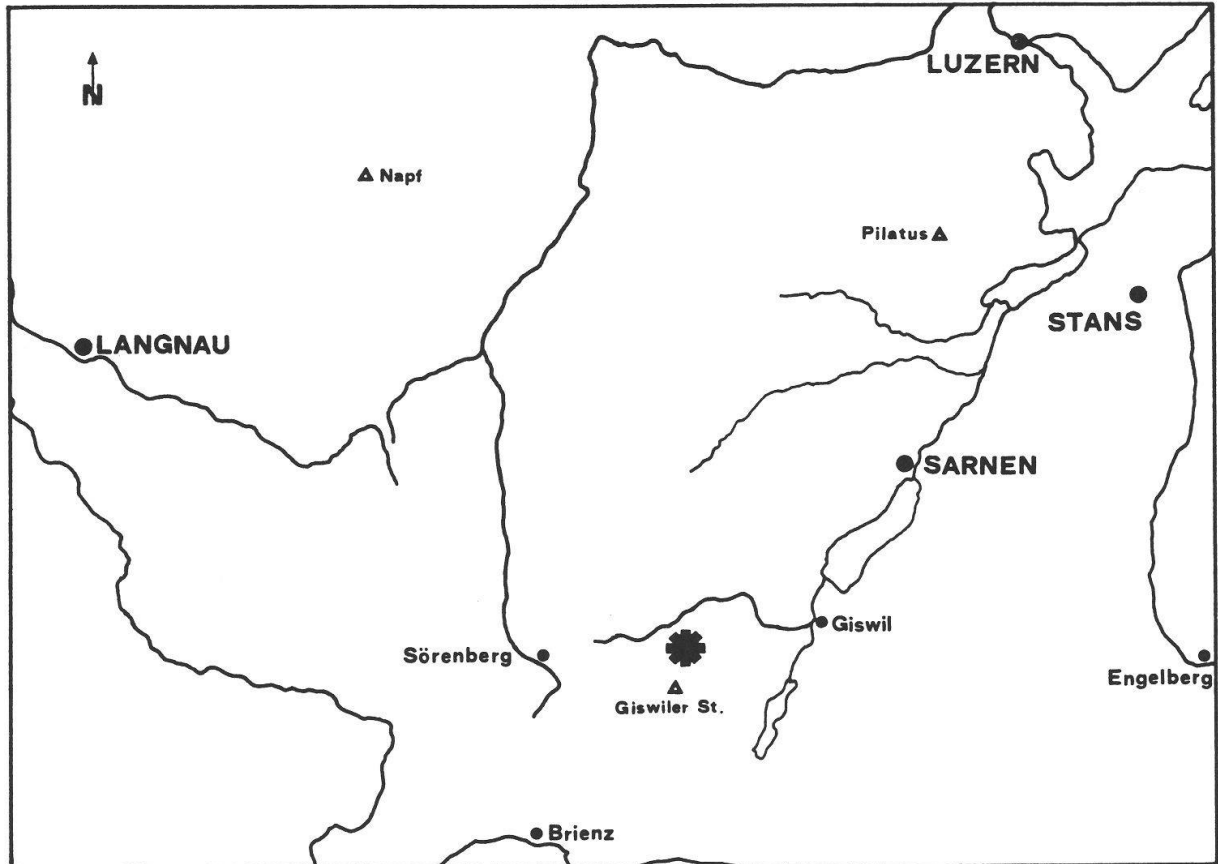 LUZERN
N
Napf
Pilatus
STANS
LANGNAU
SARNEN
Giswil
Sörenberg
Engelberg
Giswiler St.
Brienz